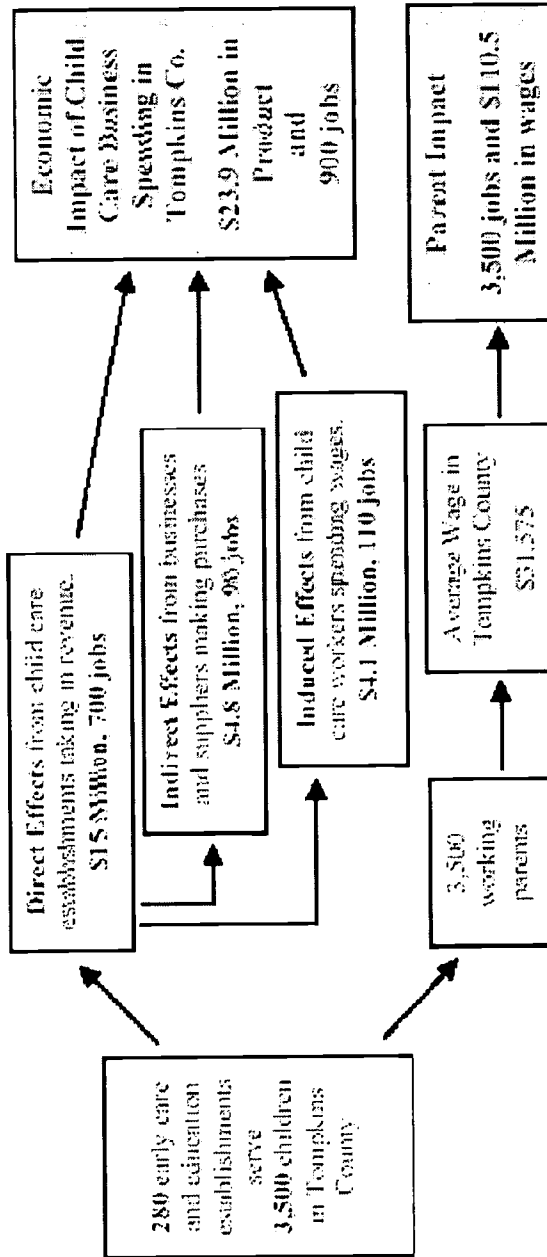 280 early care
and education
establishments
serve
3,500 children
in Tompkins
County
Direct Effects from child care
establishments taking in revenue.
$15 Million, 700 jobs
Indirect Effects from businesses
and suppliers making purchases
$4.8 Million, 90 jobs
Induced Effects from child
care workers spending wages.
$4.1 Million, 110 jobs
Economic
Impact of Child
Care Business
Spending in
Tompkins Co.
$23.9 Million in
Product
and
900 jobs
3,500
working
parents
Average Wage in
Tompkins County
$31,575
Parent Impact
3,500 jobs and $110.5
Million in wages